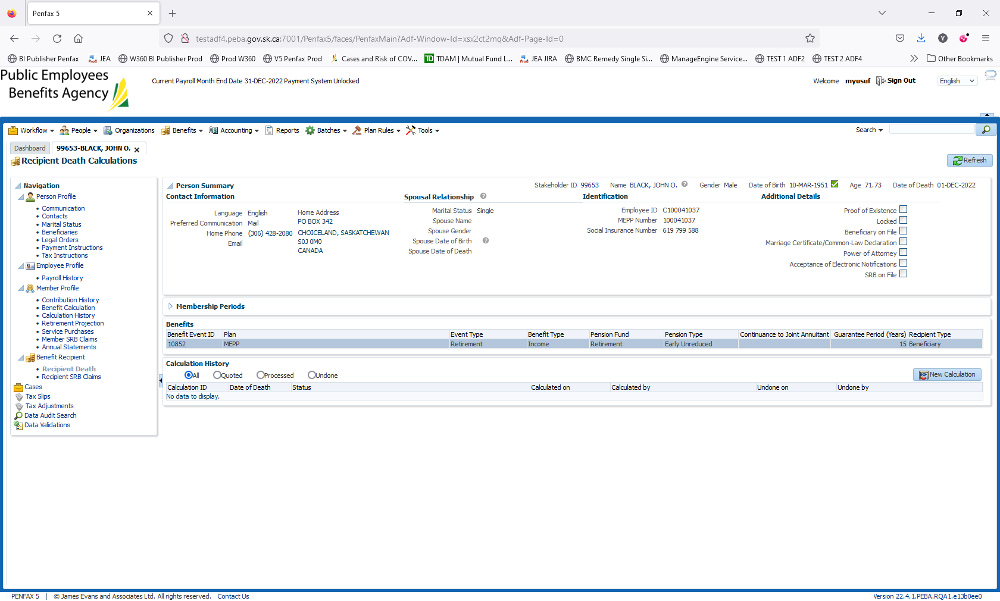 Penfax 5
testadf4.peba.gov.sk.ca:7001/Penfax5/faces/PenfaxMain?Adf-Window-Id=xsx2ct2mq&Adf-Page-Id=0
BI Publisher Penfax JEA W360 BI Publisher Prod Prod W360 V5 Penfax Prod Cases and Risk of COV... TDAM | Mutual Fund L... JEA JIRA BMC Remedy Single Si... ManageEngine Service... TEST 1 ADF2 TEST 2 ADF4 Other Bookmarks
Public Employees
Benefits Agency
Current Payroll Month End Date 31-DEC-2022 Payment System Unlocked
Welcome myusuf Sign Out English
Workflow People Organizations Benefits Accounting Reports Batches Plan Rules Tools Search
Dashboard 99653-BLACK, JOHN O.
Recipient Death Calculations Refresh
Navigation
Person Profile
Communication
Contacts
Marital Status
Beneficiaries
Legal Orders
Payment Instructions
Tax Instructions
Employee Profile
Payroll History
Member Profile
Contribution History
Benefit Calculation
Calculation History
Retirement Projection
Service Purchases
Member SRB Claims
Annual Statements
Benefit Recipient
Recipient Death
Recipient SRB Claims
Cases
Tax Slips
Tax Adjustments
Data Audit Search
Data Validations
Person Summary Stakeholder ID 99653 Name BLACK, JOHN O. Gender Male Date of Birth 10-MAR-1951 Age 71.73 Date of Death 01-DEC-2022
Contact Information
Language English
Preferred Communication Mail
Home Phone (306) 428-2080
Email
Home Address
PO BOX 342
CHOICELAND, SASKATCHEWAN
S0J 0M0
CANADA
Spousal Relationship
Marital Status Single
Spouse Name
Spouse Gender
Spouse Date of Birth
Spouse Date of Death
Identification
Employee ID C100041037
MEPP Number 100041037
Social Insurance Number 619 799 588
Additional Details
Proof of Existence
Locked
Beneficiary on File
Marriage Certificate/Common-Law Declaration
Power of Attorney
Acceptance of Electronic Notifications
SRB on File
Membership Periods
Benefits
Benefit Event ID Plan Event Type Benefit Type Pension Fund Pension Type Continuance to Joint Annuitant Guarantee Period (Years) Recipient Type
10852 MEPP Retirement Income Retirement Early Unreduced 15 Beneficiary
Calculation History
All Quoted Processed Undone New Calculation
Calculation ID Date of Death Status Calculated on Calculated by Undone on Undone by
No data to display.
PENFAX 5 | © James Evans and Associates Ltd. All rights reserved. Contact Us Version 22.4.1.PEBA.RQA1.e13b0ee0